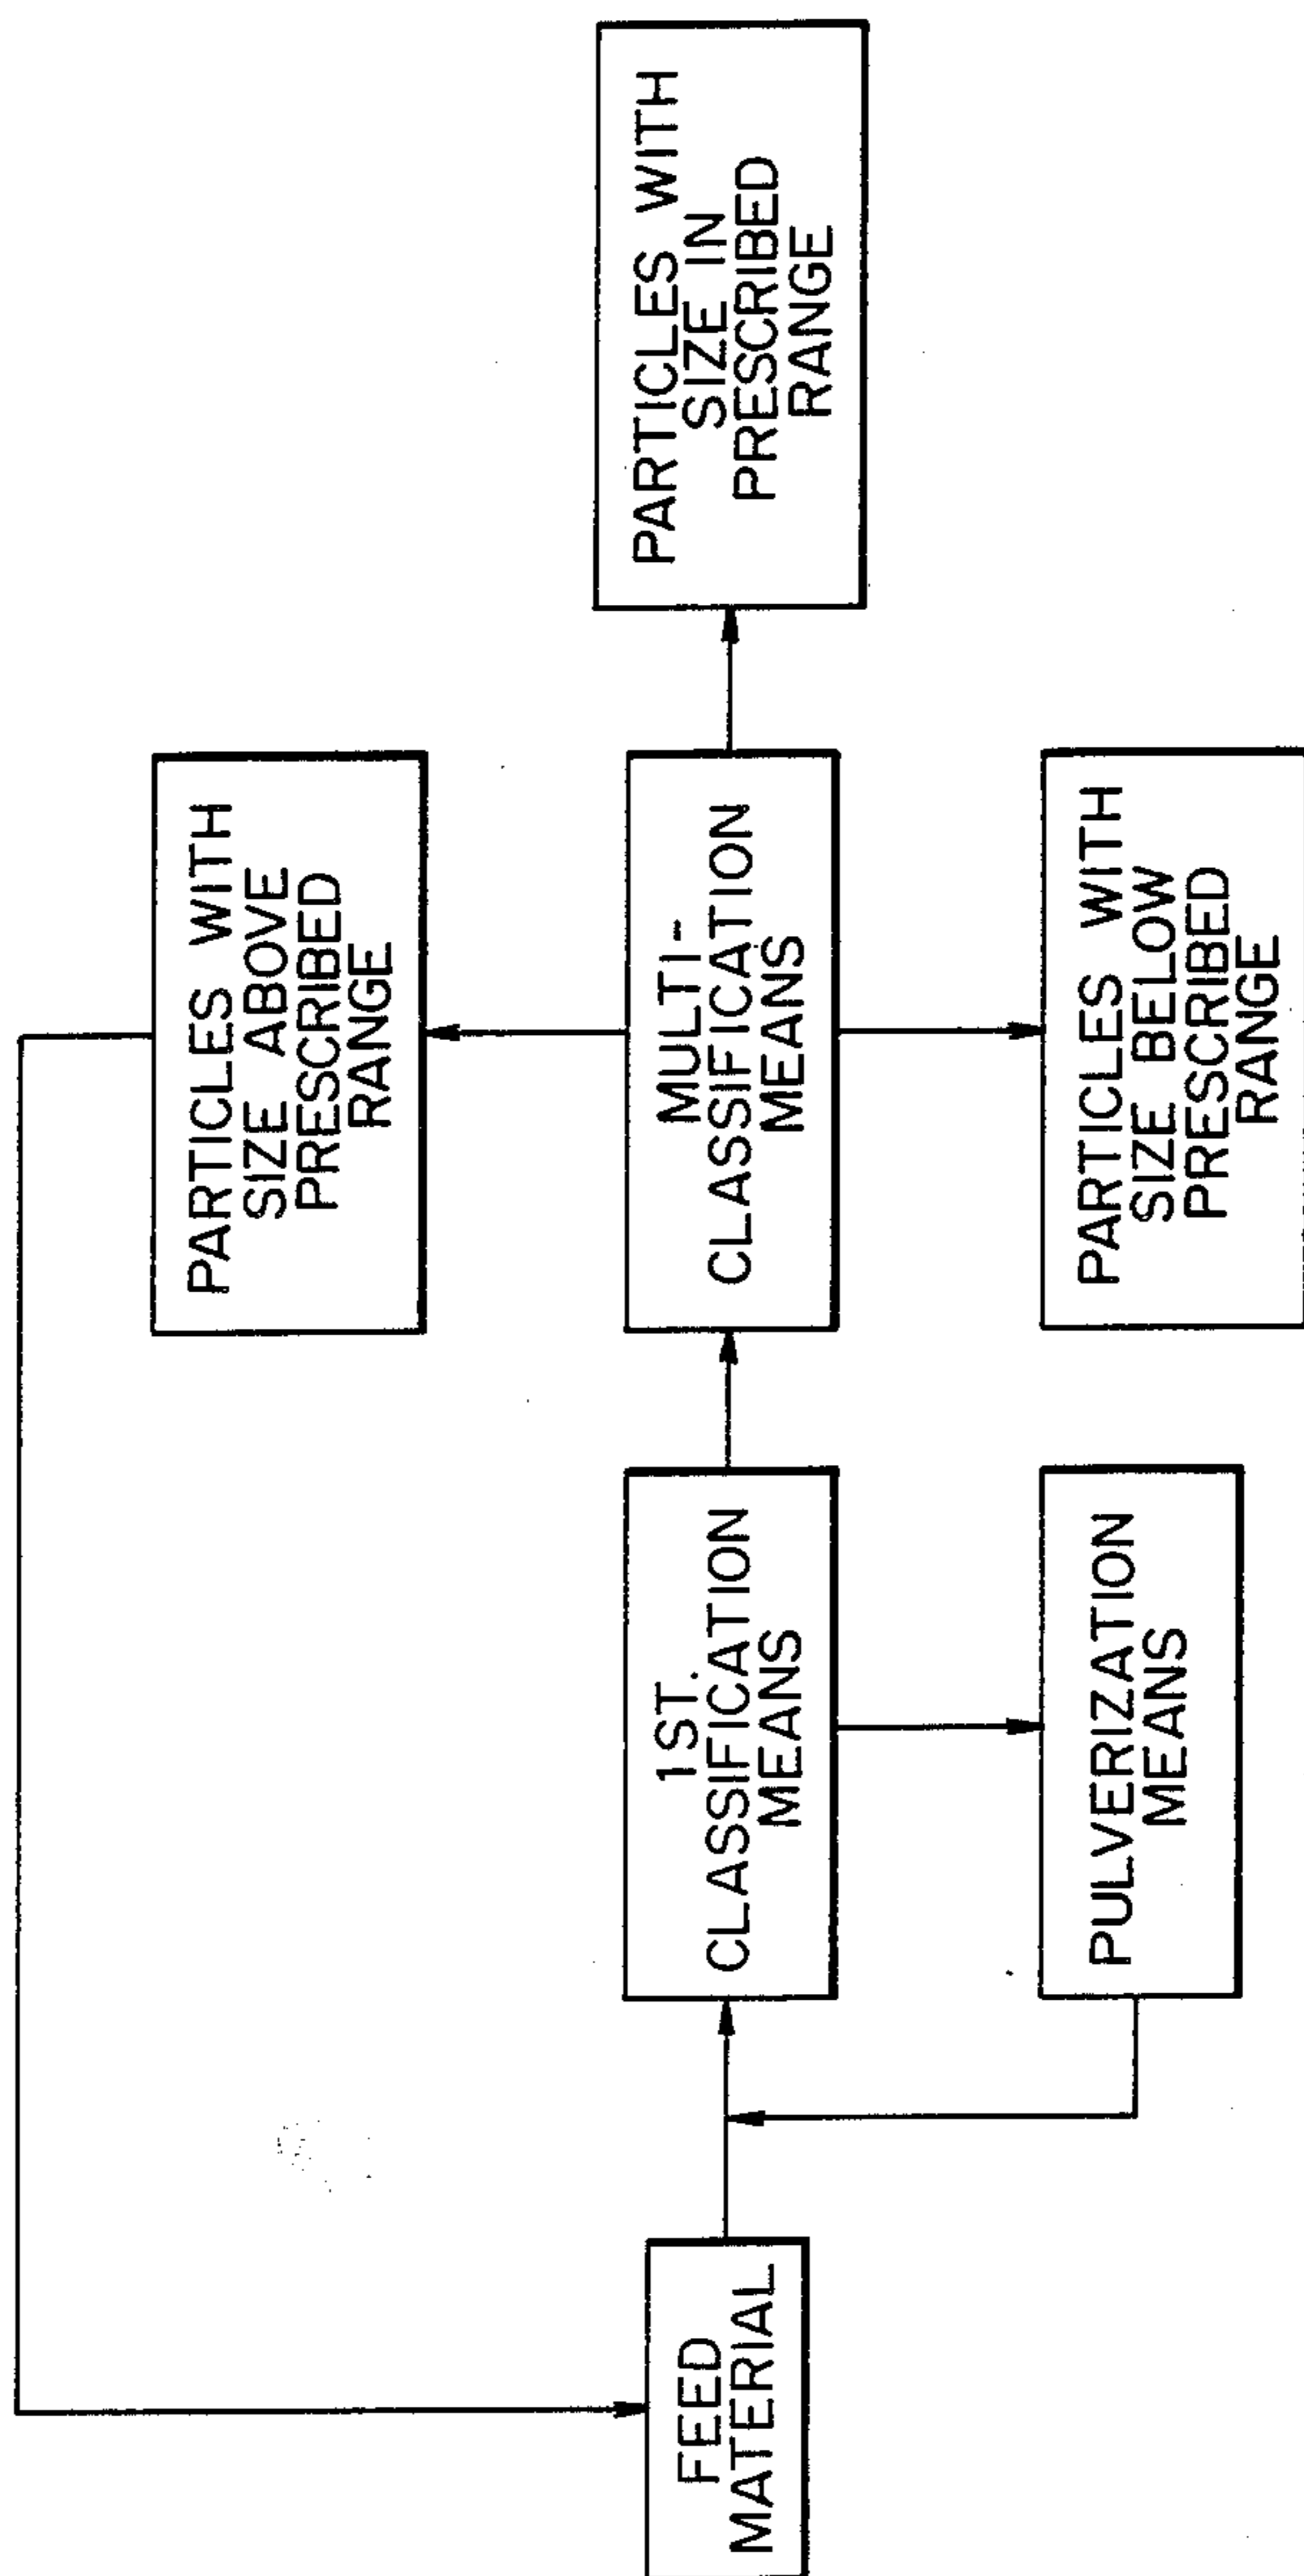 FEED
MATERIAL
1ST.
CLASSIFICATION
MEANS
PULVERIZATION
MEANS
PARTICLES WITH
SIZE ABOVE
PRESCRIBED
RANGE
MULTI-
CLASSIFICATION
MEANS
PARTICLES WITH
SIZE BELOW
PRESCRIBED
RANGE
PARTICLES WITH
SIZE IN
PRESCRIBED
RANGE